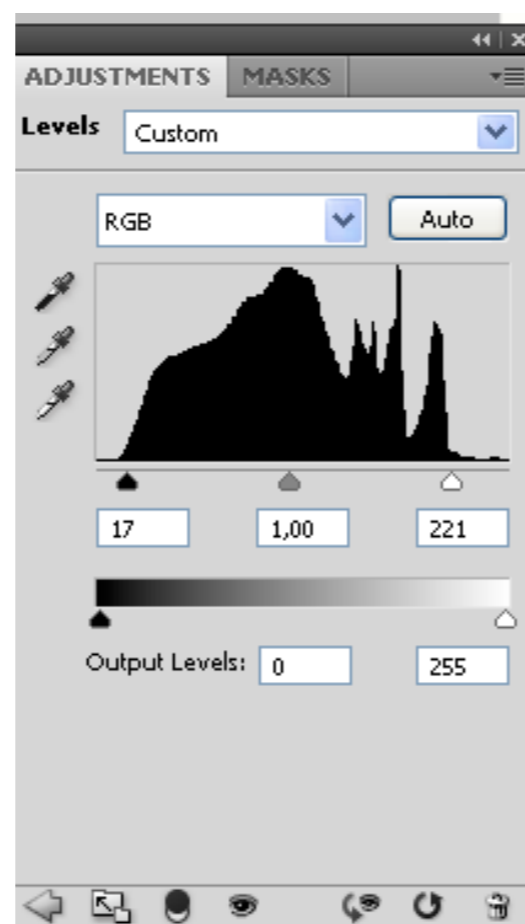 ADJUSTMENTS MASKS
Levels Custom
RGB Auto
17 1,00 221
Output Levels: 0 255